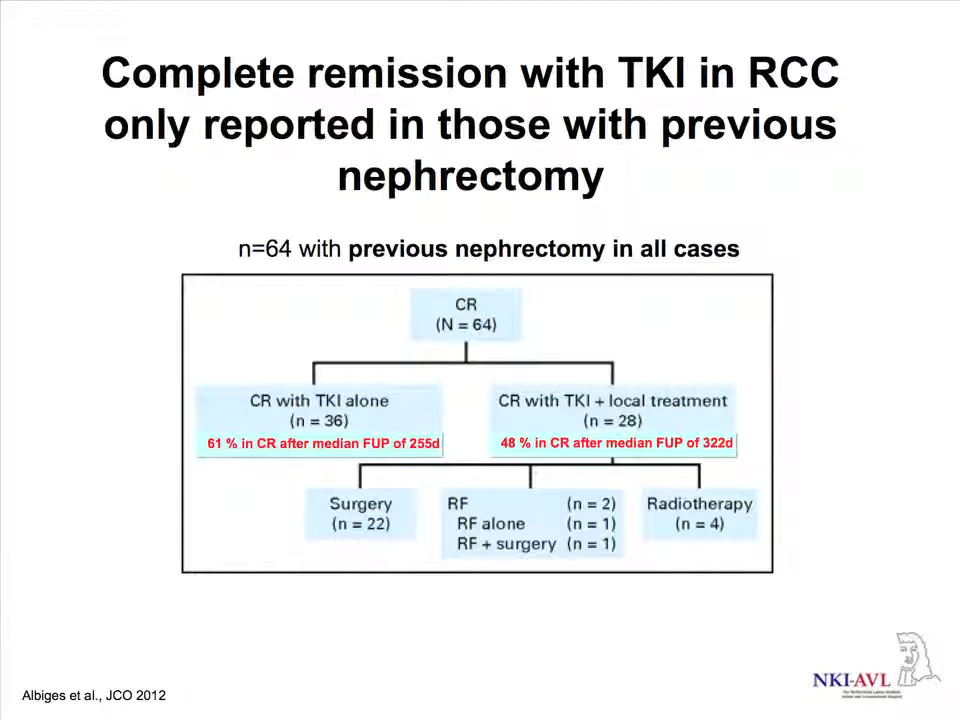 Complete remission with TKI in RCC
only reported in those with previous
nephrectomy
n=64 with previous nephrectomy in all cases
CR
(N = 64)
CR with TKI alone
(n = 36)
61 % in CR after median FUP of 255d
CR with TKI + local treatment
(n = 28)
48 % in CR after median FUP of 322d
Surgery
(n = 22)
RF (n = 2)
RF alone (n = 1)
RF + surgery (n = 1)
Radiotherapy
(n = 4)
Albiges et al., JCO 2012
NKI-AVL